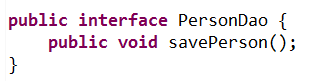 public interface PersonDao {
    public void savePerson();
}